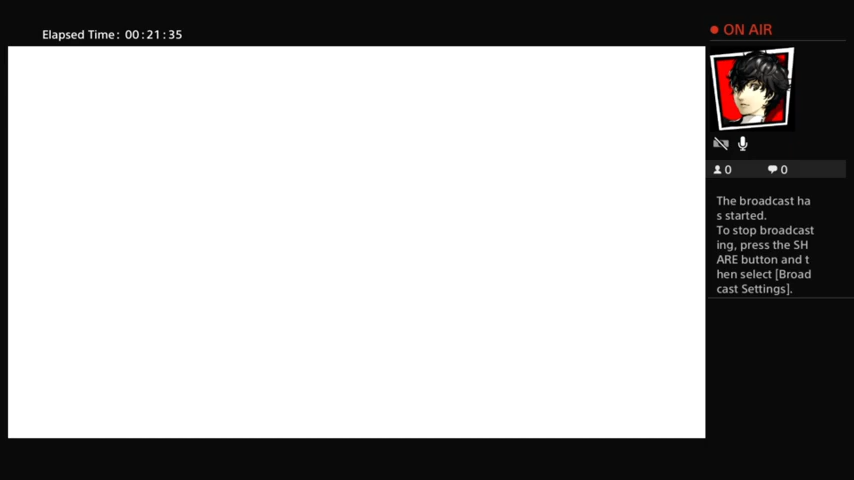 Elapsed Time: 00:21:35
ON AIR
0 0
The broadcast ha
s started.
To stop broadcast
ing, press the SH
ARE button and t
hen select [Broad
cast Settings].